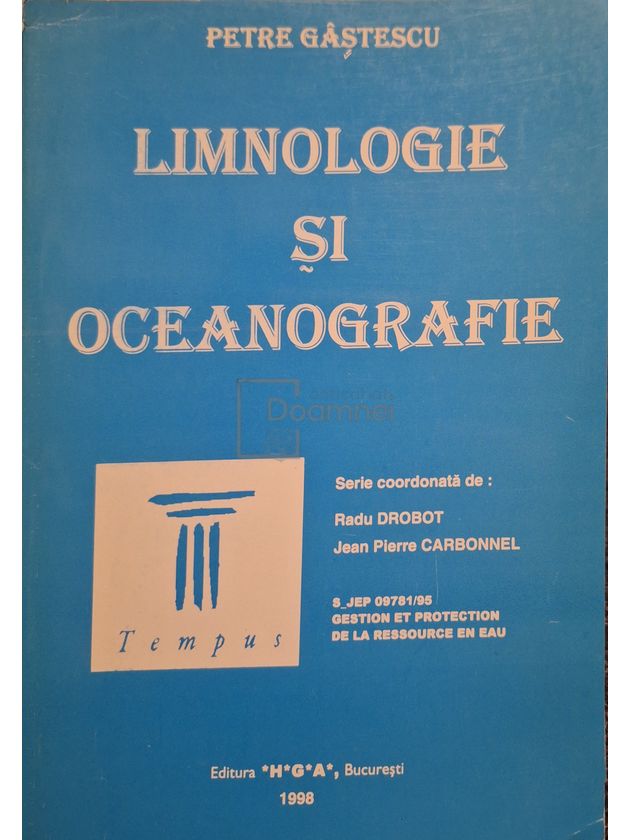 PETRE GÂȘTESCU
LIMNOLOGIE
ȘI
OCEANOGRAFIE
Doamnei
Serie coordonată de :
Radu DROBOT
Jean Pierre CARBONNEL
S_JEP 09781/95
GESTION ET PROTECTION
DE LA RESSOURCE EN EAU
Tempus
Editura *H*G*A*, București
1998